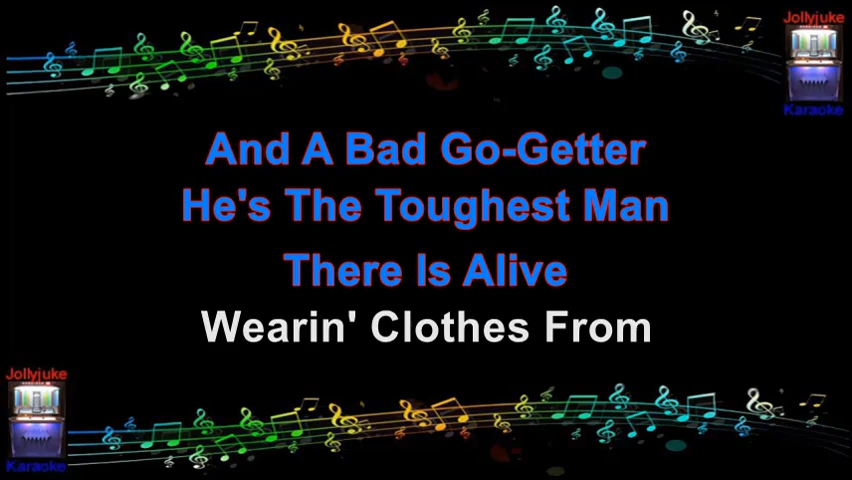 Jollyjuke
Karaoke
And A Bad Go-Getter
He's The Toughest Man
There Is Alive
Wearin' Clothes From
Jollyjuke
Karaoke